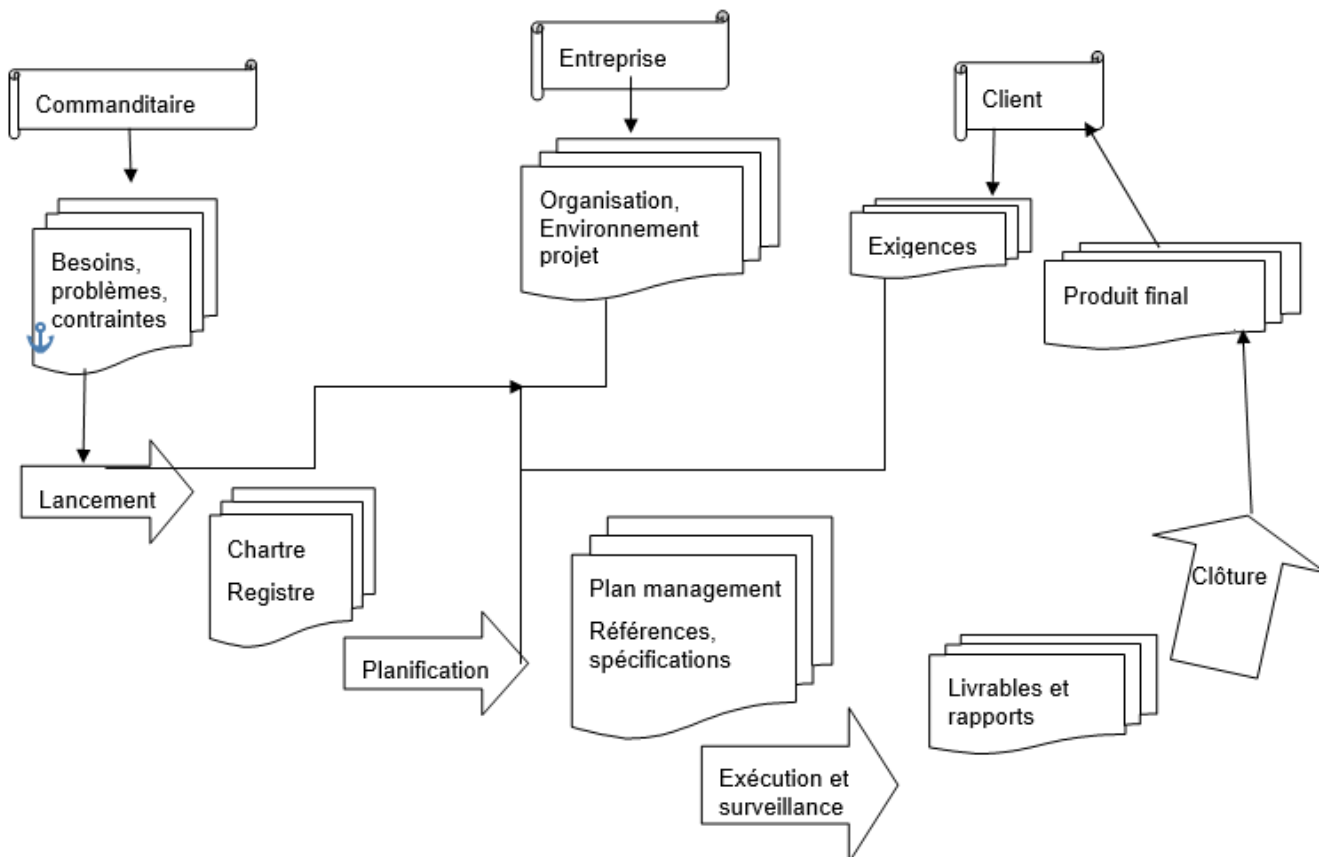 Commanditaire
Entreprise
Client
Besoins,
problèmes,
contraintes
Organisation,
Environnement
projet
Exigences
Produit final
Lancement
Chartre
Registre
Planification
Plan management
Références,
spécifications
Exécution et
surveillance
Livrables et
rapports
Clôture